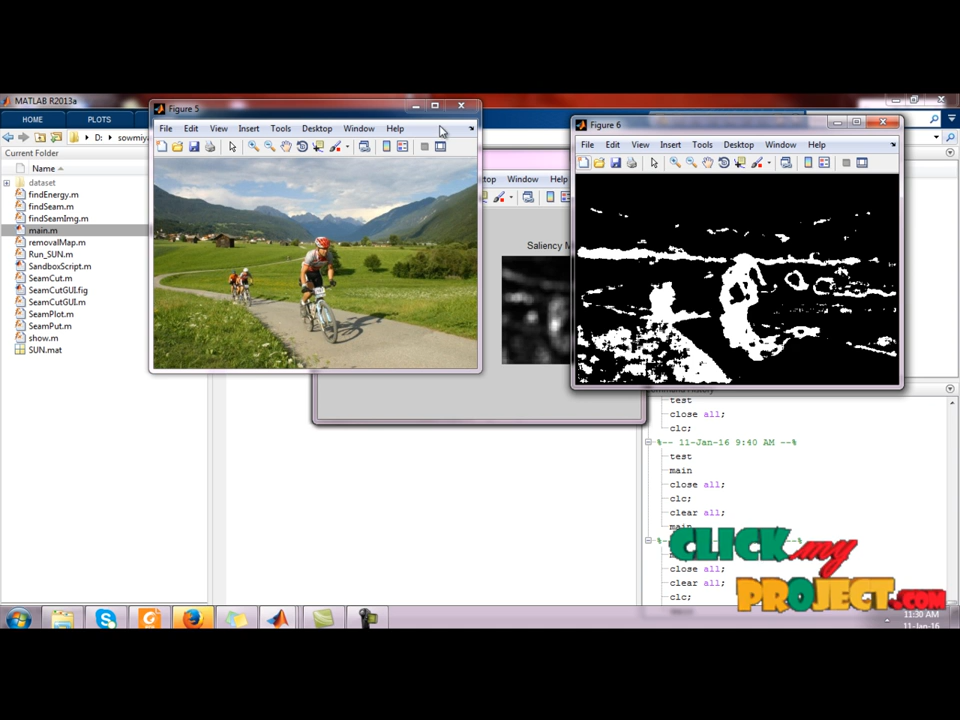 MATLAB R2013a
HOME
PLOTS
D:
sowmiya
Current Folder
Name
dataset
findEnergy.m
findSeam.m
findSeamImg.m
main.m
removalMap.m
Run_SUN.m
SandboxScript.m
SeamCut.m
SeamCutGUI.fig
SeamCutGUI.m
SeamPlot.m
SeamPut.m
show.m
SUN.mat
Figure 5
File Edit View Insert Tools Desktop Window Help
Window
Saliency
Figure 6
File Edit View Insert Tools Desktop Window Help
test
close all;
clc;
%-- 11-Jan-16 9:40 AM --%
test
main
close all;
clc;
clear all;
main
close all;
clear all;
clc;
CLICK my
PROJECT.COM
11:30 AM
11-Jan-16